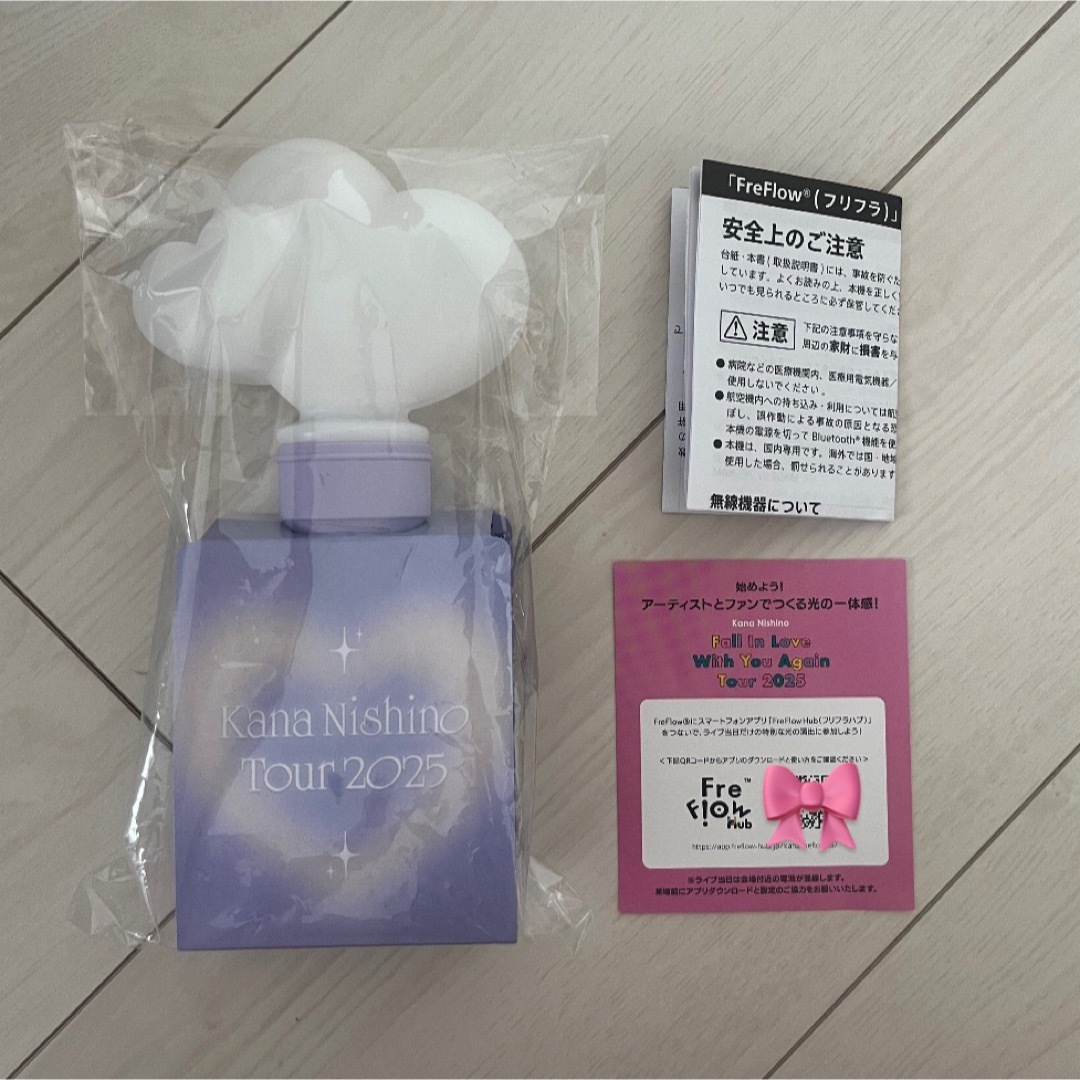 Kana Nishino
Tour 2025
「FreFlow®(フリフラ)」
安全上のご注意
台紙・本書(取扱説明書)には、事故を防ぐた
しています。よくお読みの上、本機を正しく
いつでも見られるところに必ず保管してくだ
注意
下記の注意事項を守らな
周辺の家財に損害を与
●病院などの医療機関内、医療用電気機器/
使用しないでください。
●航空機内への持ち込み・利用については航
ぼし、誤作動による事故の原因となる恐
本機の電源を切って Bluetooth® 機能を使
●本機は、国内専用です。海外では国・地域
使用した場合、罰せられることがあります
無線機器について
始めよう!
アーティストとファンでつくる光の一体感!
Kana Nishino
Fall In Love
With You Again
Tour 2025
FreFlow®にスマートフォンアプリ「FreFlow Hub(フリフラハブ)」
をつないで、ライブ当日だけの特別な光の演出に参加しよう!
<下記QRコードからアプリのダウンロードと使い方をご確認ください>
Fre
Flow™
Hub
※ライブ当日は会場付近の電波が混線します。
来場前にアプリダウンロードと設定のご協力をお願いいたします。